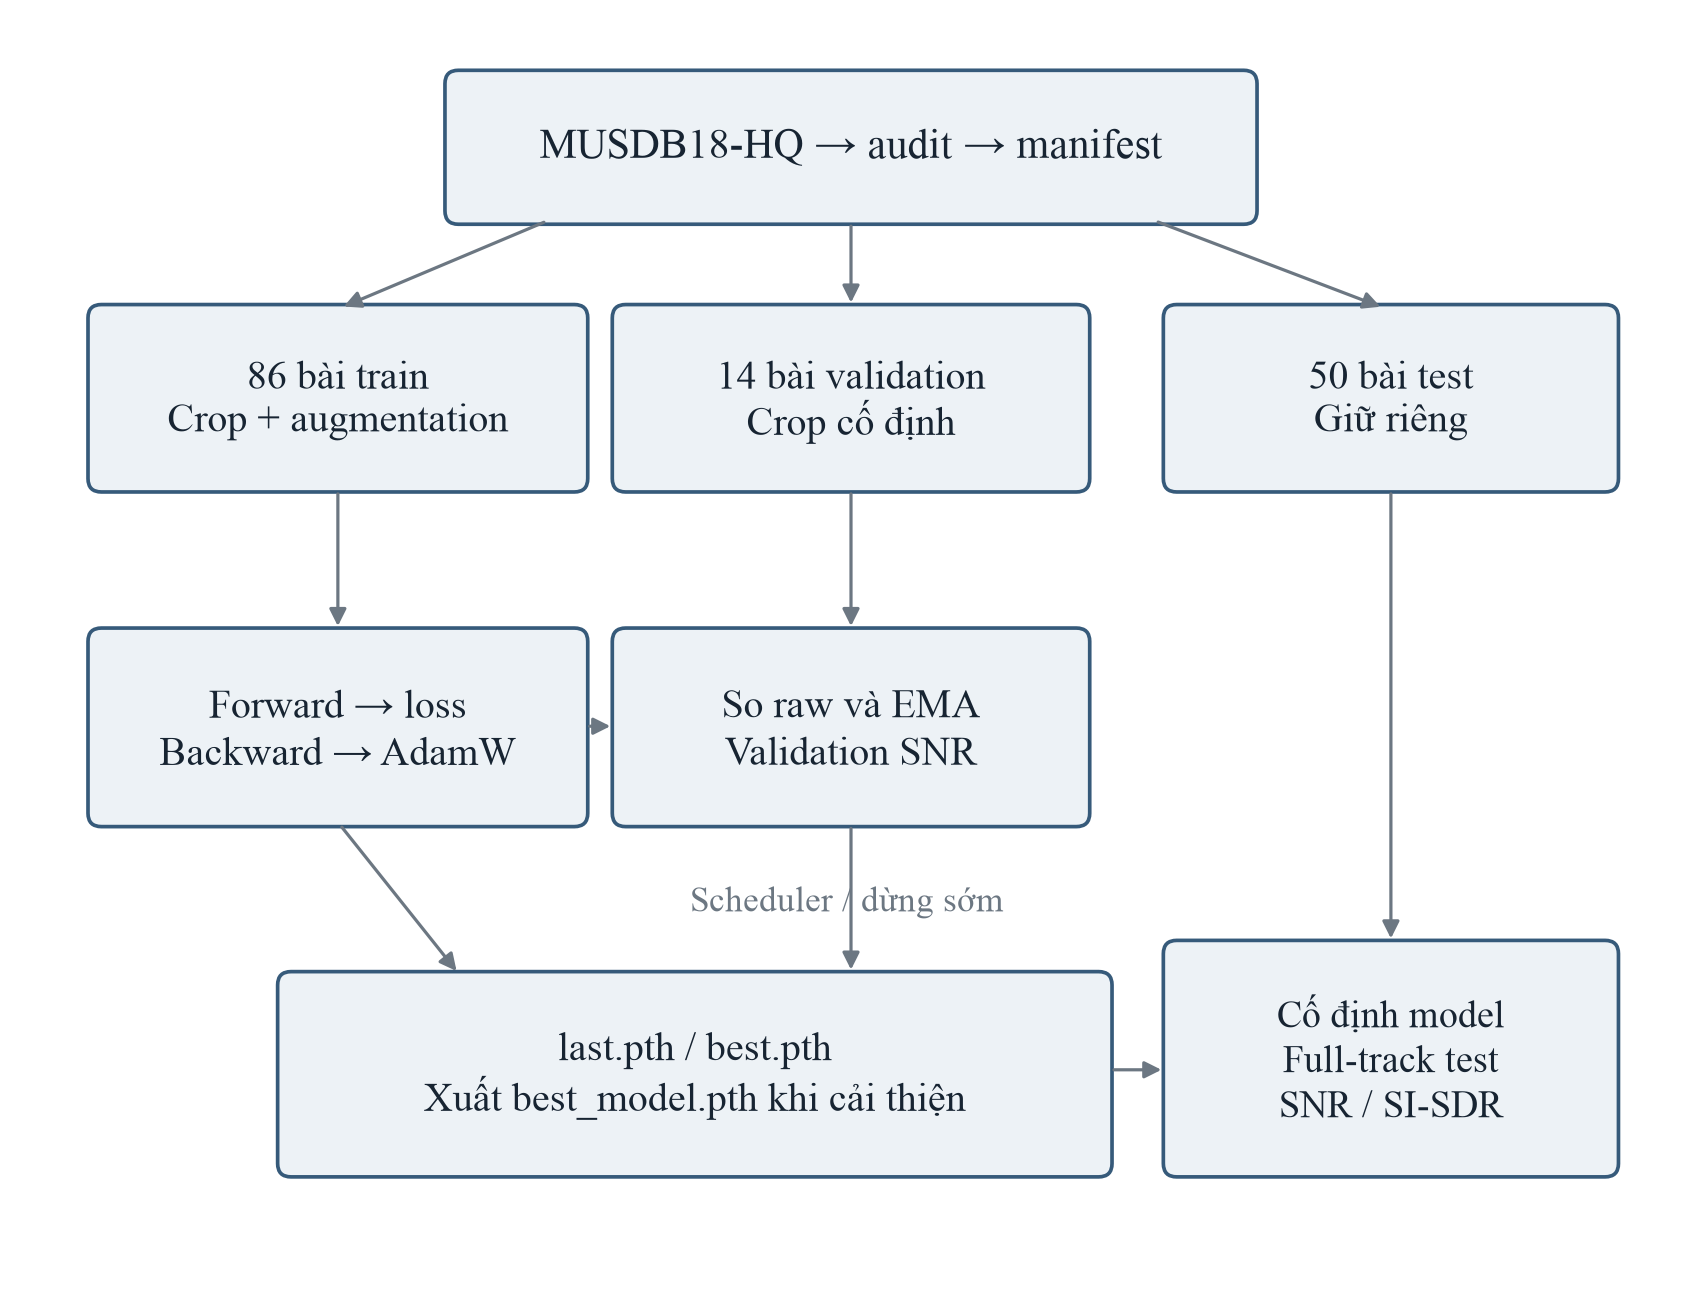 MUSDB18-HQ → audit → manifest
86 bài train
Crop + augmentation
14 bài validation
Crop cố định
50 bài test
Giữ riêng
Forward → loss
Backward → AdamW
So raw và EMA
Validation SNR
Scheduler / dừng sớm
last.pth / best.pth
Xuất best_model.pth khi cải thiện
Cố định model
Full-track test
SNR / SI-SDR